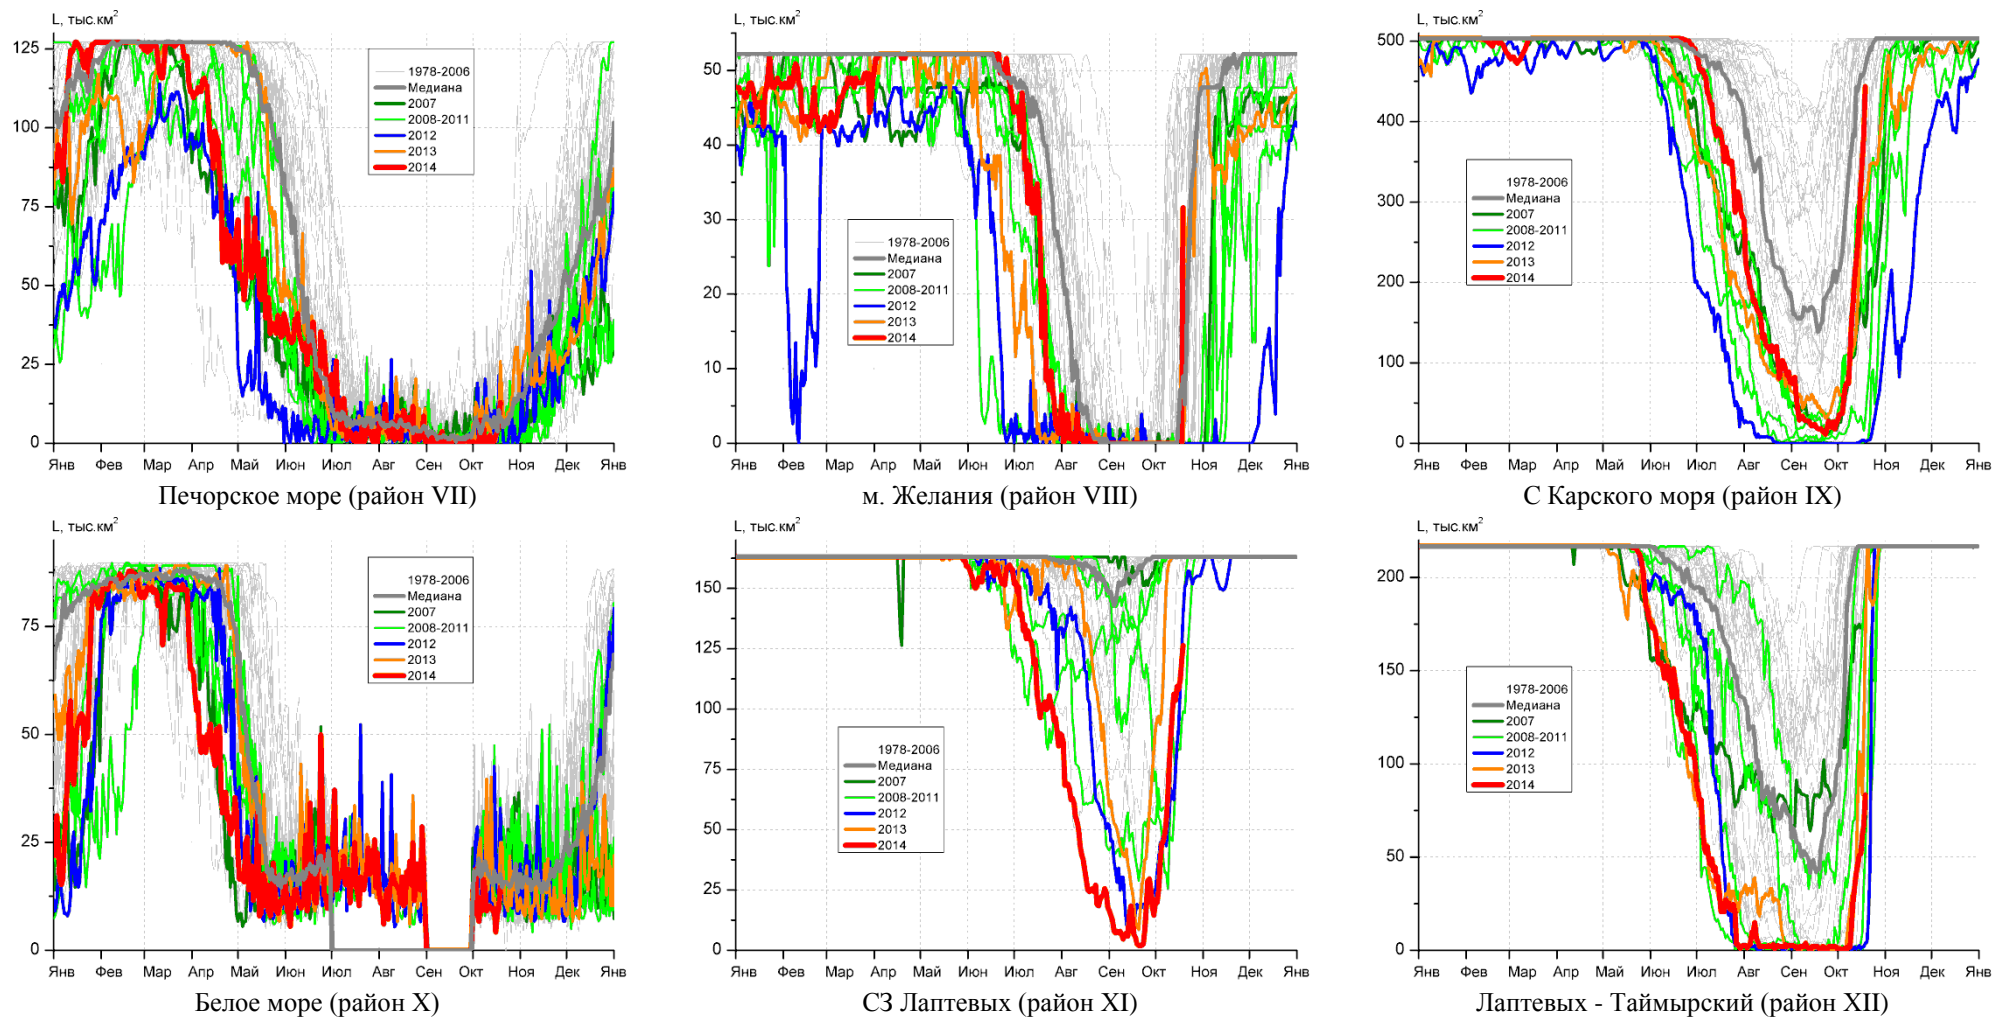 L, тыс.км²
125
100
75
50
25
0
1978-2006
Медиана
2007
2008-2011
2012
2013
2014
Янв Фев Мар Апр Май Июн Июл Авг Сен Окт Ноя Дек Янв
Печорское море (район VII)
L, тыс.км²
50
40
30
20
10
0
1978-2006
Медиана
2007
2008-2011
2012
2013
2014
Янв Фев Мар Апр Май Июн Июл Авг Сен Окт Ноя Дек Янв
м. Желания (район VIII)
L, тыс.км²
500
400
300
200
100
0
1978-2006
Медиана
2007
2008-2011
2012
2013
2014
Янв Фев Мар Апр Май Июн Июл Авг Сен Окт Ноя Дек Янв
С Карского моря (район IX)
L, тыс.км²
75
50
25
0
1978-2006
Медиана
2007
2008-2011
2012
2013
2014
Янв Фев Мар Апр Май Июн Июл Авг Сен Окт Ноя Дек Янв
Белое море (район X)
L, тыс.км²
150
125
100
75
50
25
0
1978-2006
Медиана
2007
2008-2011
2012
2013
2014
Янв Фев Мар Апр Май Июн Июл Авг Сен Окт Ноя Дек Янв
СЗ Лаптевых (район XI)
L, тыс.км²
200
150
100
50
0
1978-2006
Медиана
2007
2008-2011
2012
2013
2014
Янв Фев Мар Апр Май Июн Июл Авг Сен Окт Ноя Дек Янв
Лаптевых - Таймырский (район XII)